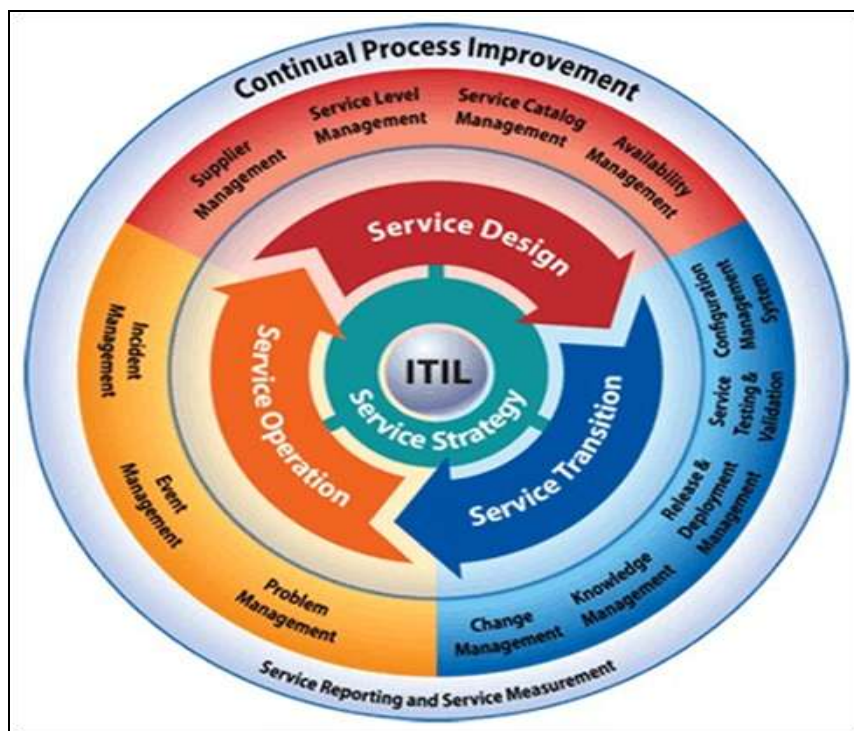 Continual Process Improvement
Supplier
Management
Service Level
Management
Service Catalog
Management
Availability
Management
Service Design
Configuration
Management
System
Service
Testing &
Validation
Release &
Deployment
Management
Knowledge
Management
Change
Management
Service Transition
Problem
Management
Event
Management
Incident
Management
Service Operation
ITIL
Service Strategy
Service Reporting and Service Measurement